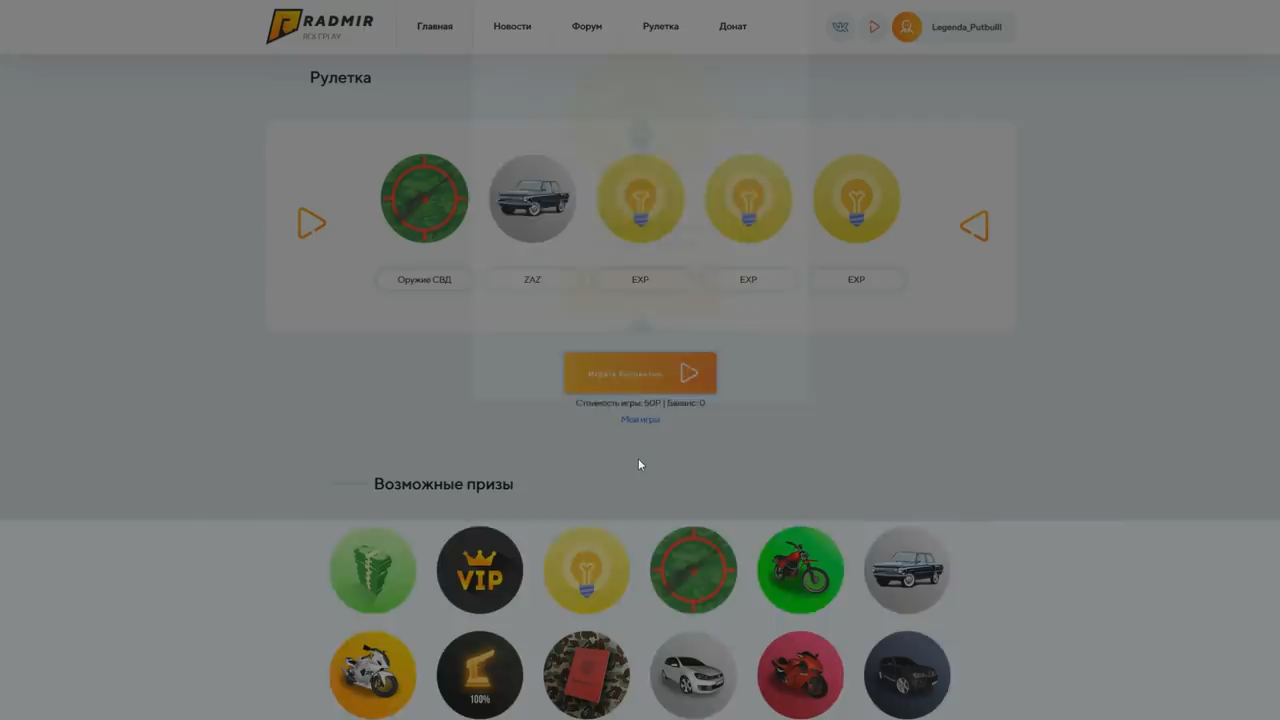 RADMIR
Главная
Новости
Форум
Рулетка
Донат
Legenda_Putbulll
Рулетка
Оружие СВД
ZAZ
EXP
EXP
EXP
Стоимость игры: 50Р | Баланс: 0
Мои игры
Возможные призы
VIP
100%